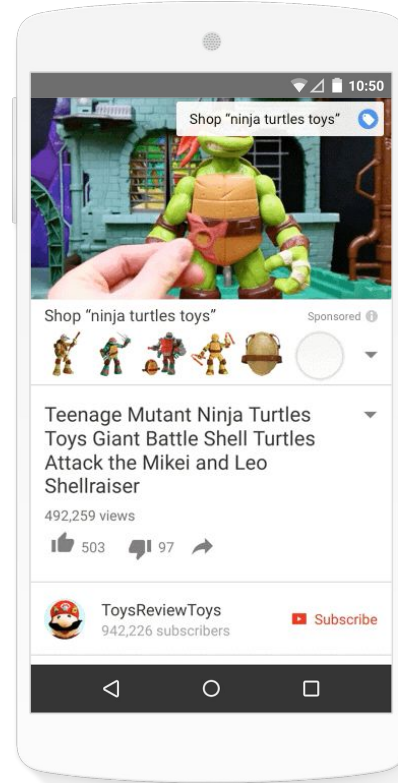 10:50
Shop “ninja turtles toys”
Shop “ninja turtles toys”
Sponsored
Teenage Mutant Ninja Turtles
Toys Giant Battle Shell Turtles
Attack the Mikei and Leo
Shellraiser
492,259 views
503 97
ToysReviewToys
942,226 subscribers
Subscribe